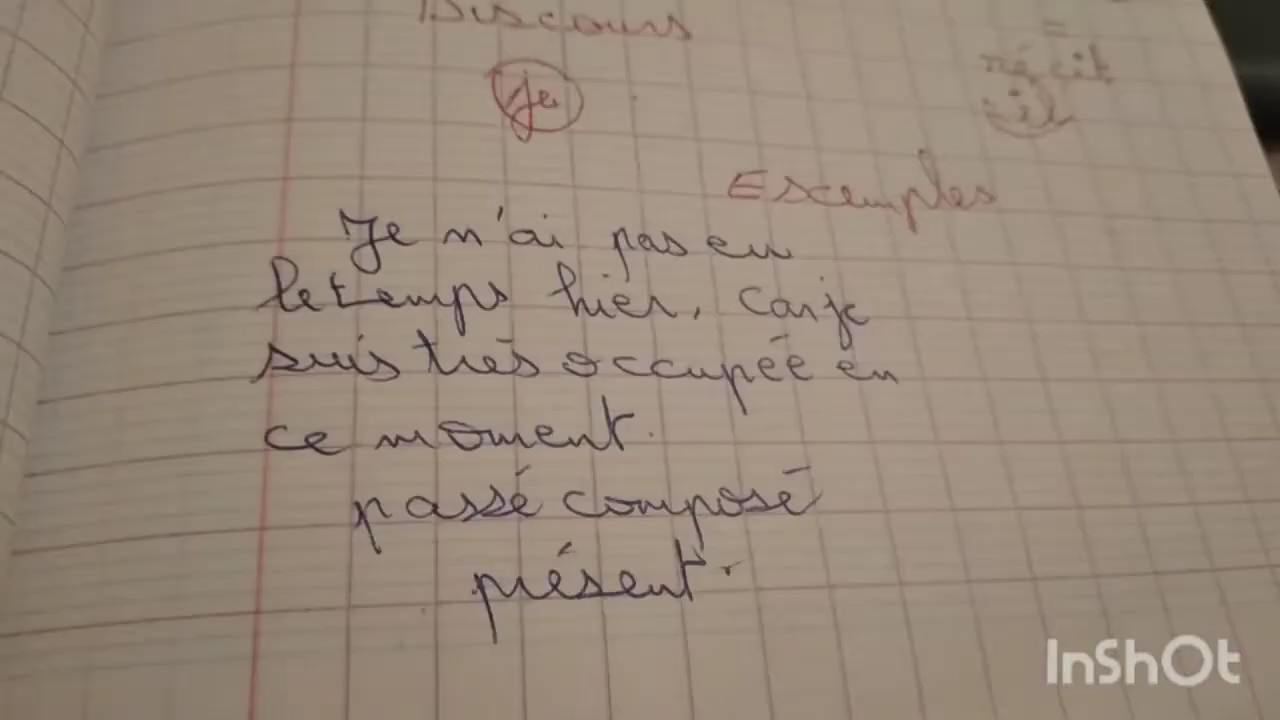 Discours
récit
Je
il
Exemples
Je n'ai pas eu
le temps hier, car je
suis très occupée en
ce moment.
passé composé
présent.
InShOt